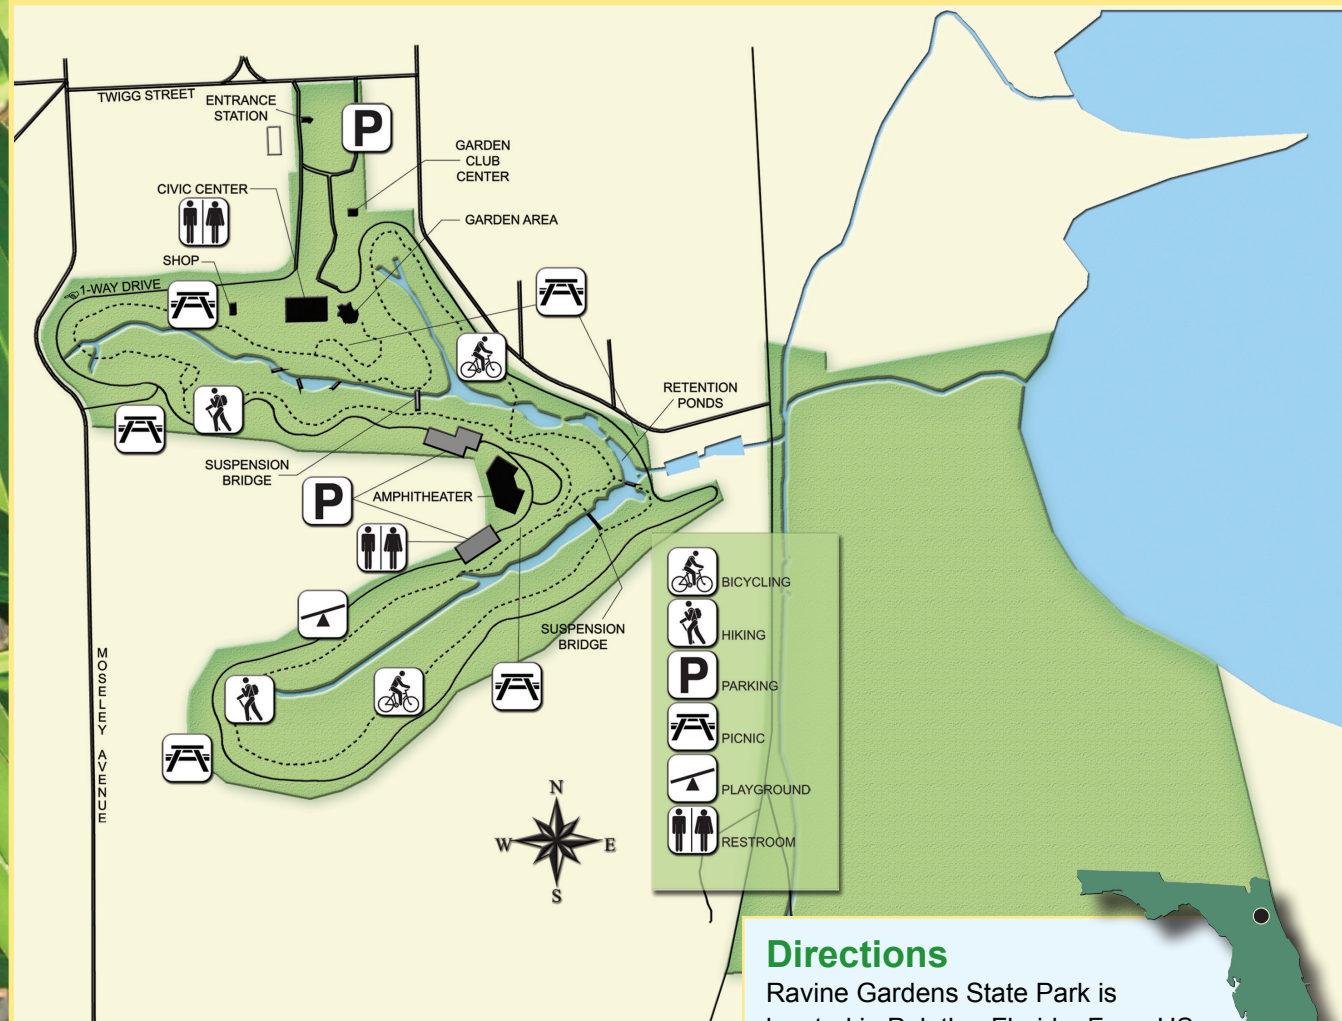 TWIGG STREET
ENTRANCE
STATION
P
GARDEN
CLUB
CENTER
CIVIC CENTER
GARDEN AREA
SHOP
1-WAY DRIVE
RETENTION
PONDS
SUSPENSION
BRIDGE
P
AMPHITHEATER
SUSPENSION
BRIDGE
MOSELEY AVENUE
BICYCLING
HIKING
P
PARKING
PICNIC
PLAYGROUND
RESTROOM
N
W E
S
Directions
Ravine Gardens State Park is